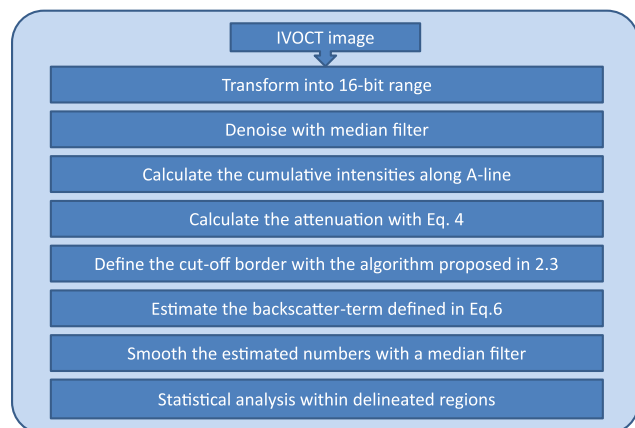 IVOCT image
Transform into 16-bit range
Denoise with median filter
Calculate the cumulative intensities along A-line
Calculate the attenuation with Eq. 4
Define the cut-off border with the algorithm proposed in 2.3
Estimate the backscatter-term defined in Eq.6
Smooth the estimated numbers with a median filter
Statistical analysis within delineated regions